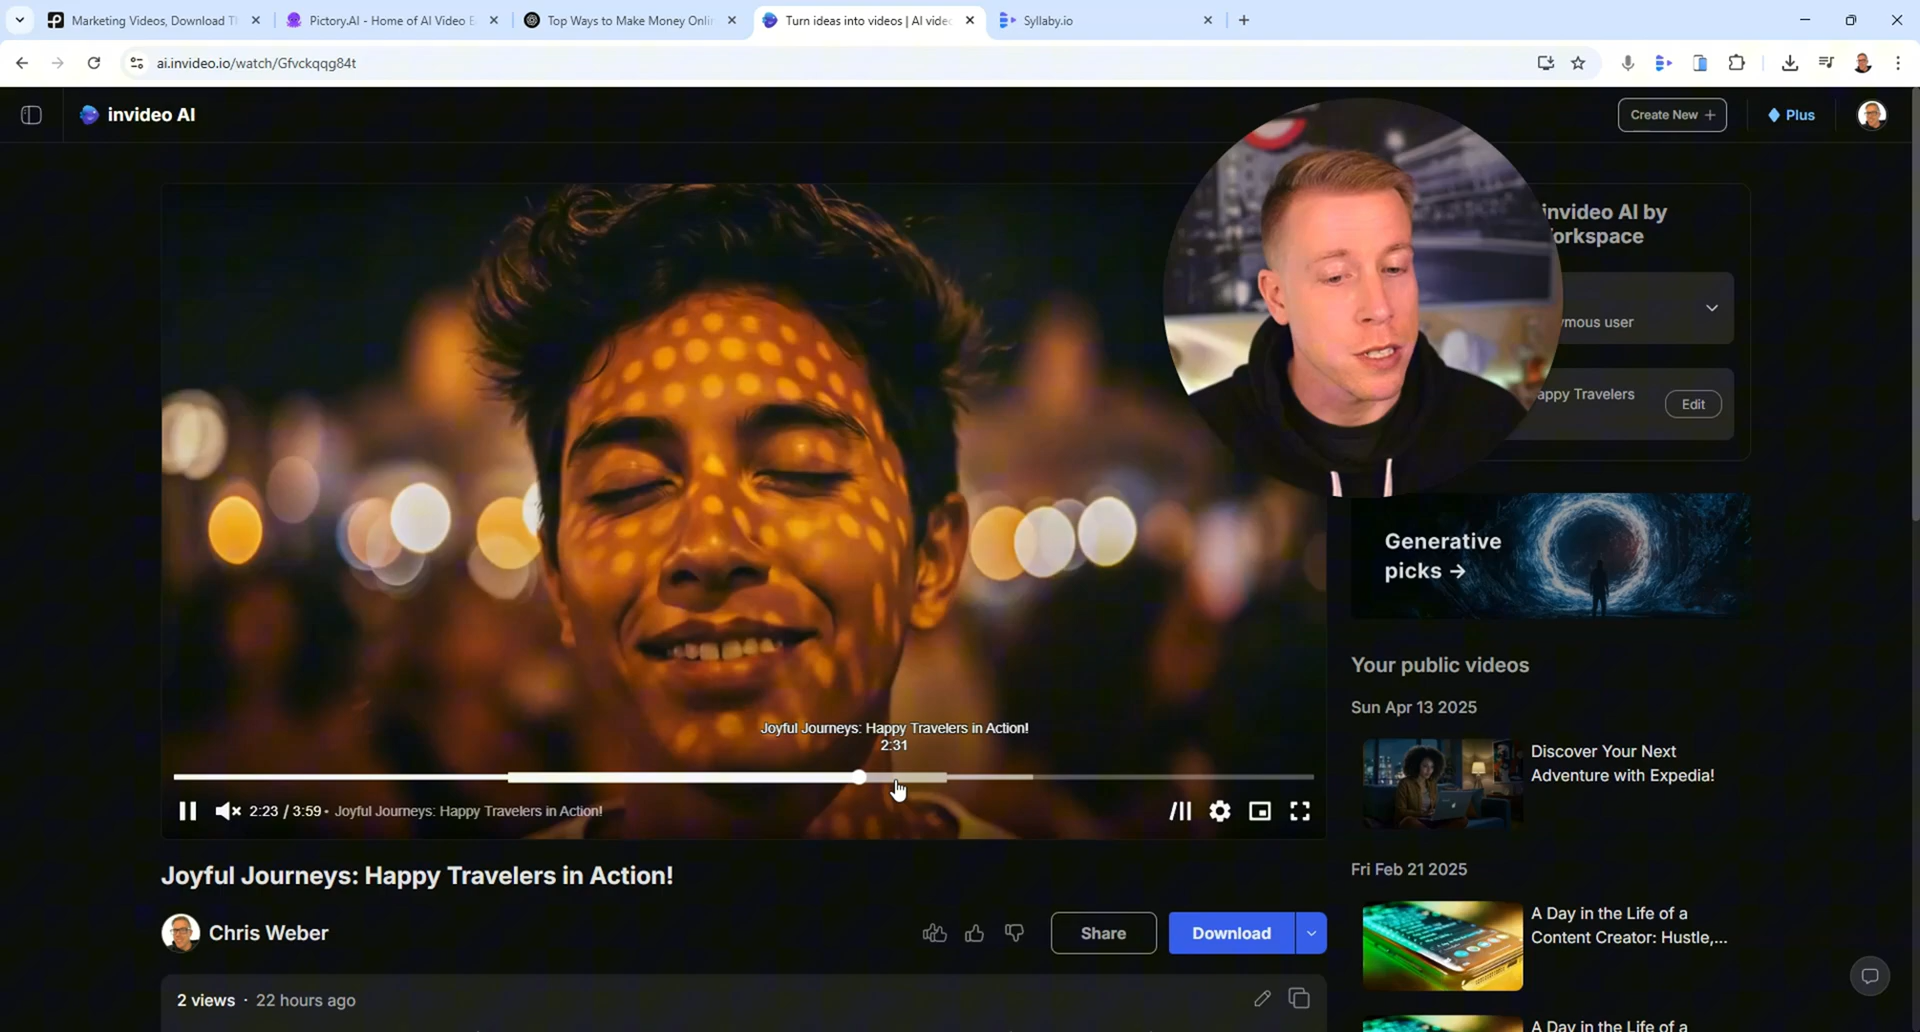 Marketing Videos, Download Th
Pictory.AI - Home of AI Video E
Top Ways to Make Money Onlin
Turn ideas into videos | AI videc
Syllaby.io
ai.invideo.io/watch/Gfvckqqg84t
invideo AI
Create New +
Plus
invideo AI by
orkspace
ymous user
appy Travelers
Edit
Generative
picks →
Your public videos
Sun Apr 13 2025
Discover Your Next
Adventure with Expedia!
Fri Feb 21 2025
A Day in the Life of a
Content Creator: Hustle,...
A Day in the Life of a
Joyful Journeys: Happy Travelers in Action!
2:31
2:23 / 3:59 • Joyful Journeys: Happy Travelers in Action!
Joyful Journeys: Happy Travelers in Action!
Chris Weber
Share
Download
2 views · 22 hours ago